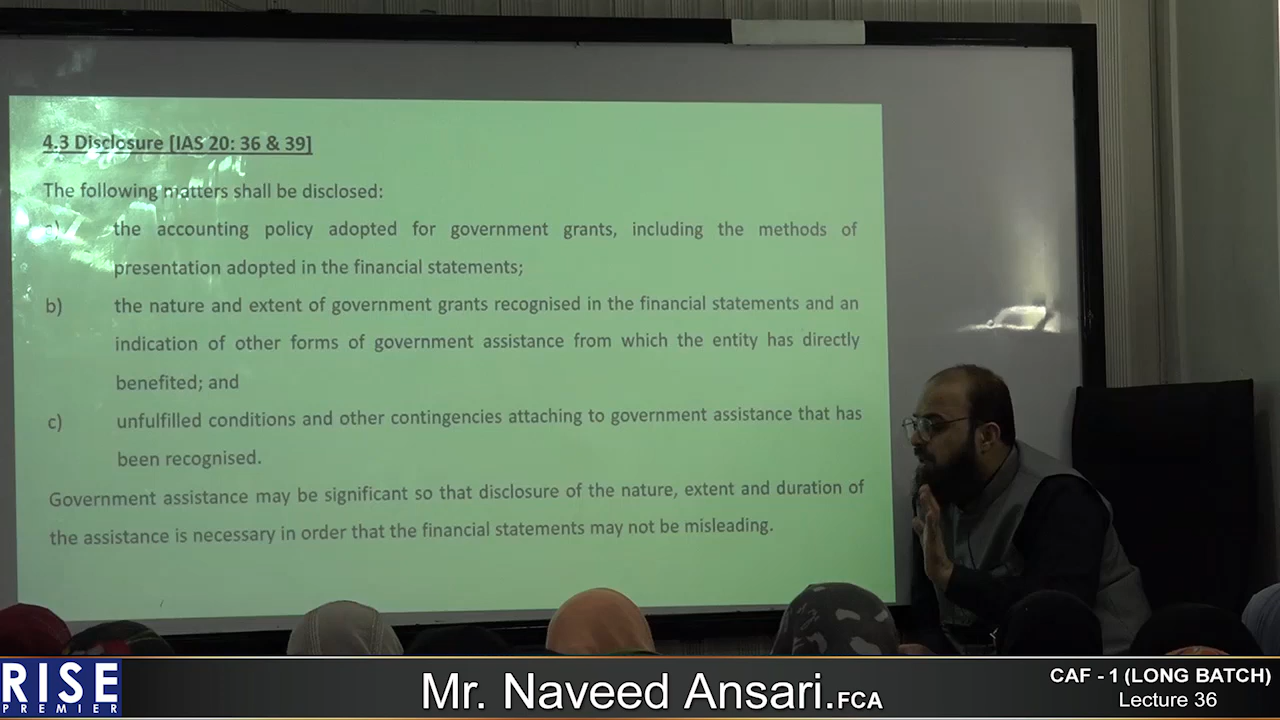 4.3 Disclosure [IAS 20: 36 & 39]
The following matters shall be disclosed:
a) the accounting policy adopted for government grants, including the methods of
presentation adopted in the financial statements;
b) the nature and extent of government grants recognised in the financial statements and an
indication of other forms of government assistance from which the entity has directly
benefited; and
c) unfulfilled conditions and other contingencies attaching to government assistance that has
been recognised.
Government assistance may be significant so that disclosure of the nature, extent and duration of
the assistance is necessary in order that the financial statements may not be misleading.
RISE
PREMIER
Mr. Naveed Ansari.FCA
CAF - 1 (LONG BATCH)
Lecture 36